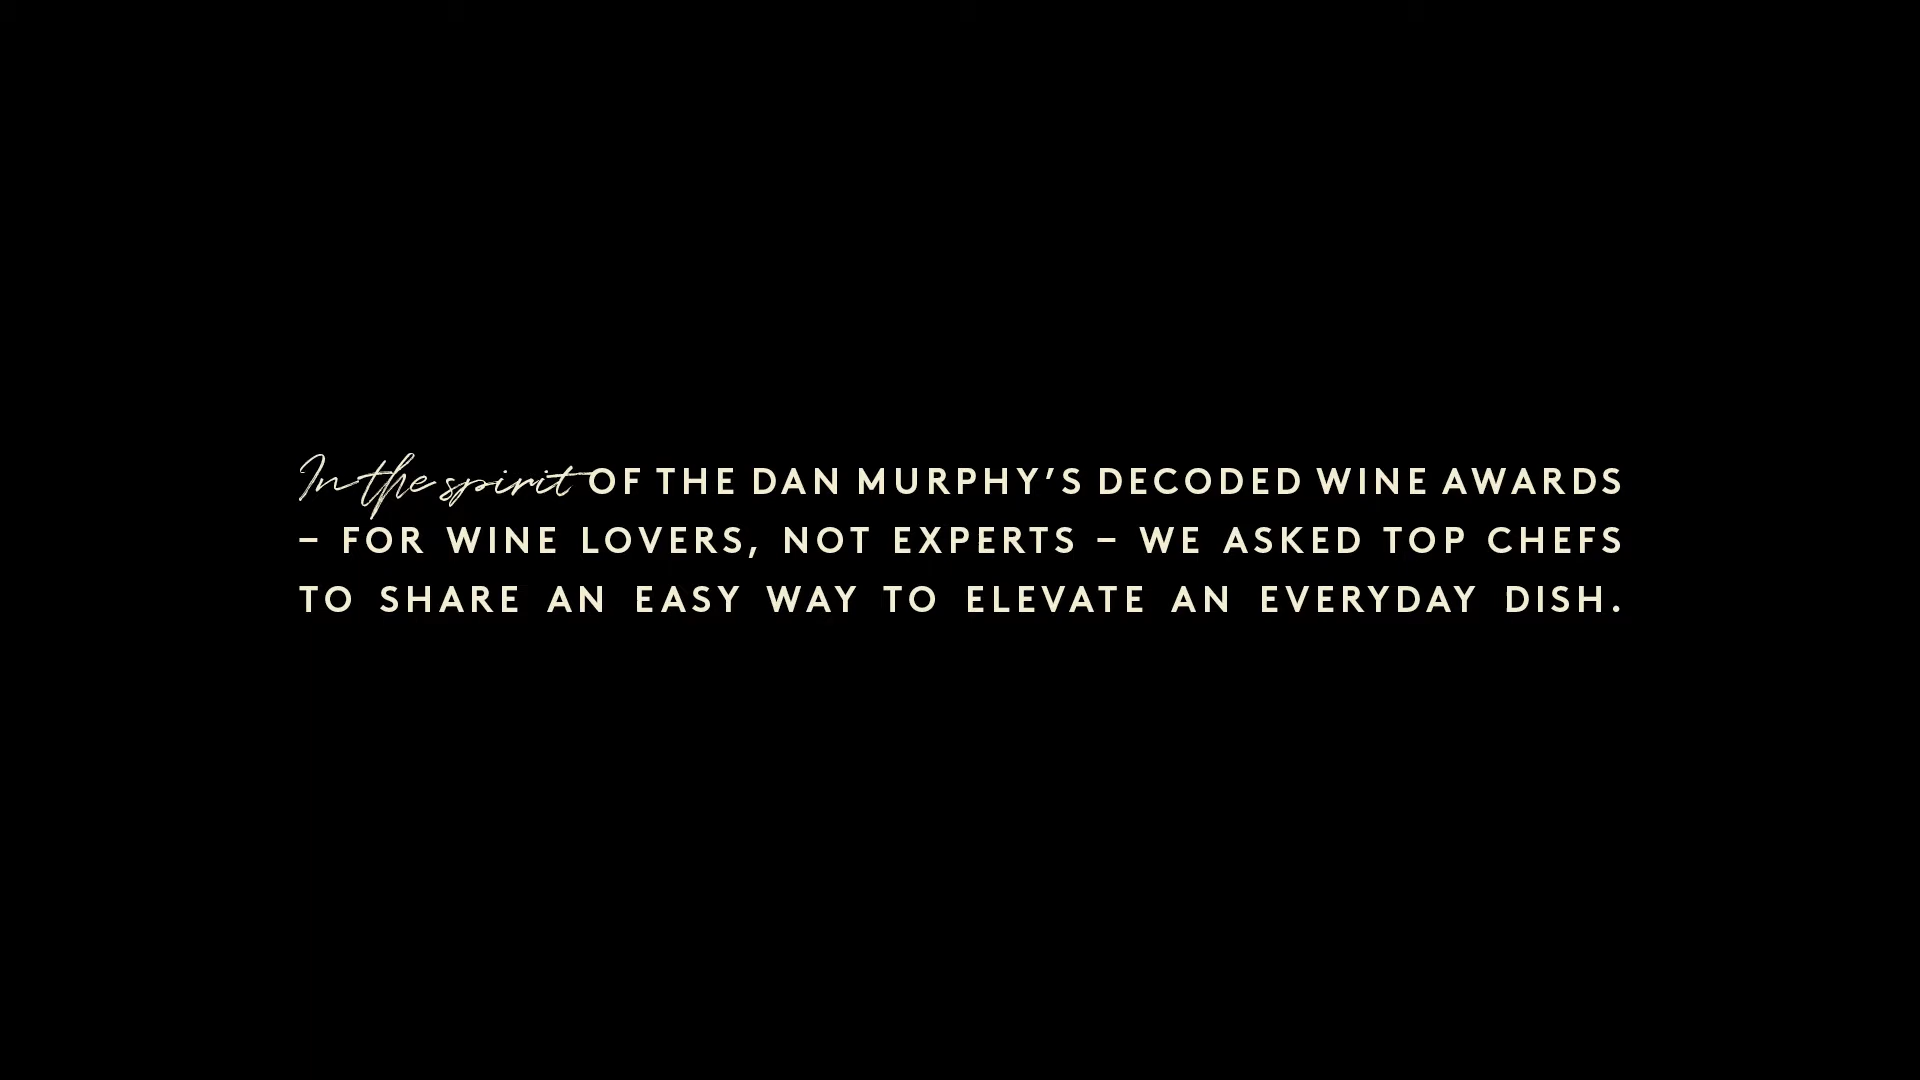 In the spirit OF THE DAN MURPHY’S DECODED WINE AWARDS
– FOR WINE LOVERS, NOT EXPERTS – WE ASKED TOP CHEFS
TO SHARE AN EASY WAY TO ELEVATE AN EVERYDAY DISH.